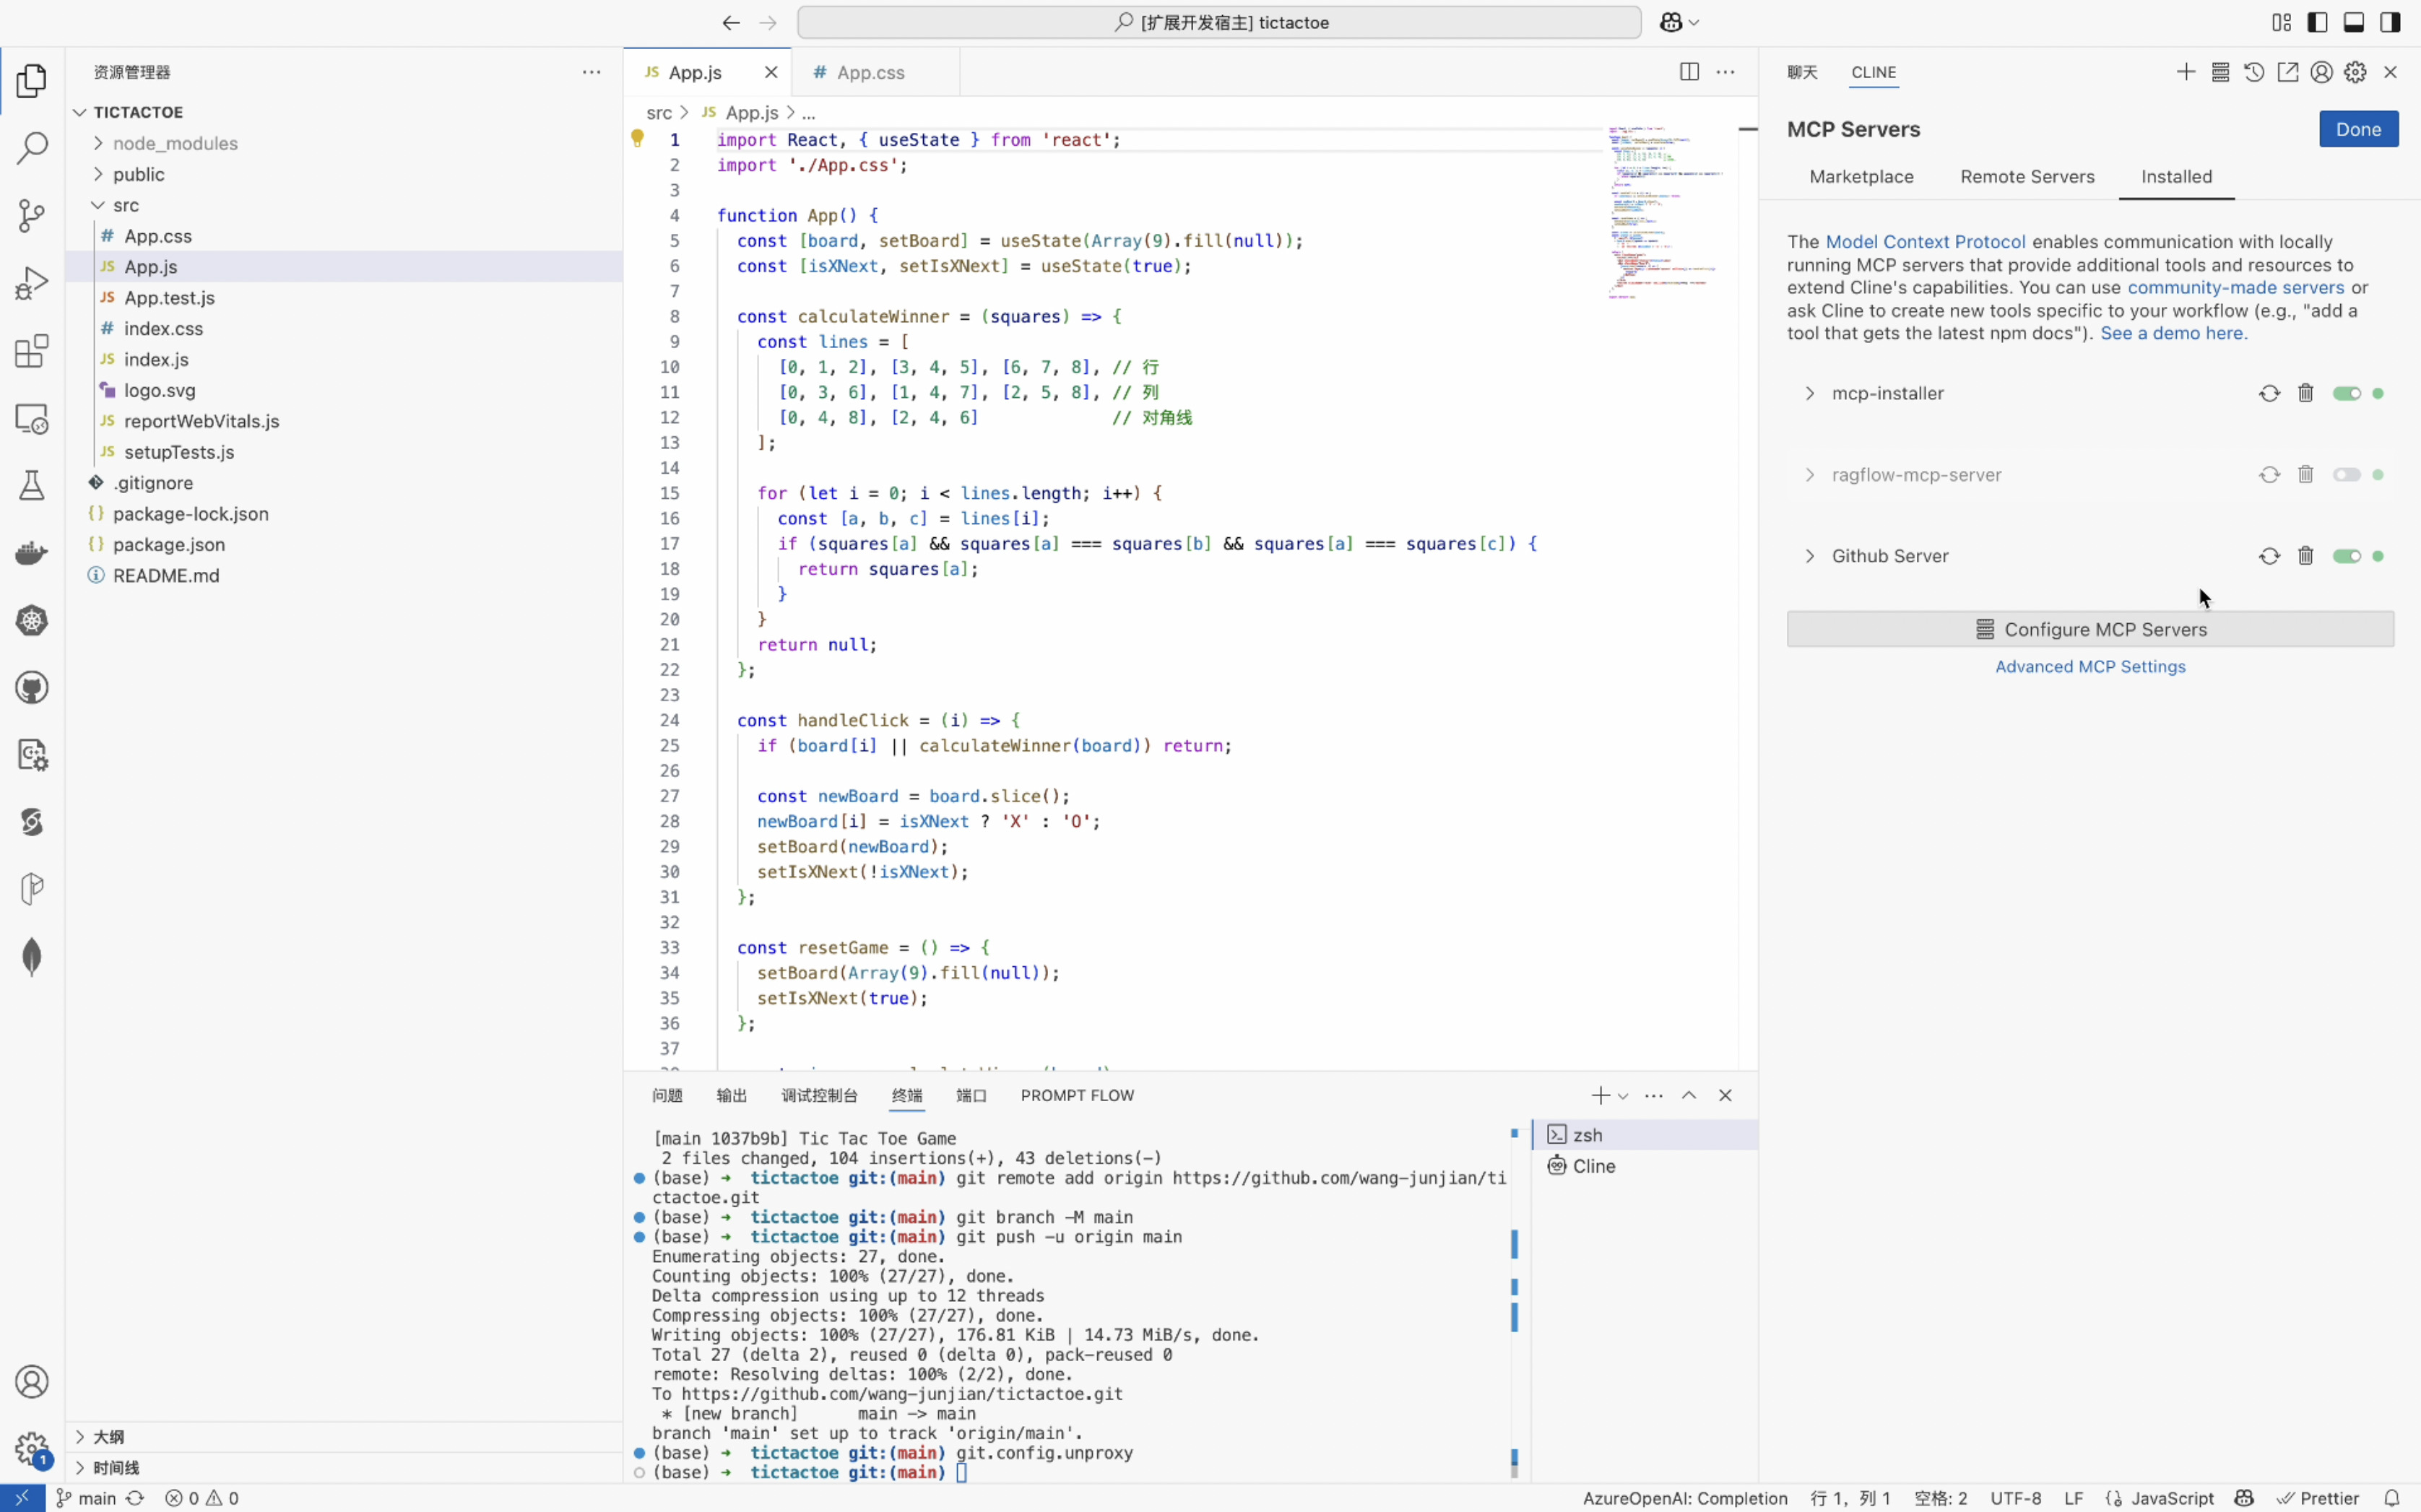 [扩展开发宿主] tictactoe
资源管理器
TICTACTOE
node_modules
public
src
# App.css
JS App.js
JS App.test.js
# index.css
JS index.js
logo.svg
JS reportWebVitals.js
JS setupTests.js
.gitignore
{} package-lock.json
{} package.json
README.md
大纲
时间线
JS App.js
# App.css
src > JS App.js > ...
1 import React, { useState } from 'react';
2 import './App.css';
3
4 function App() {
5 const [board, setBoard] = useState(Array(9).fill(null));
6 const [isXNext, setIsXNext] = useState(true);
7
8 const calculateWinner = (squares) => {
9 const lines = [
10 [0, 1, 2], [3, 4, 5], [6, 7, 8], // 行
11 [0, 3, 6], [1, 4, 7], [2, 5, 8], // 列
12 [0, 4, 8], [2, 4, 6] // 对角线
13 ];
14
15 for (let i = 0; i < lines.length; i++) {
16 const [a, b, c] = lines[i];
17 if (squares[a] && squares[a] === squares[b] && squares[a] === squares[c]) {
18 return squares[a];
19 }
20 }
21 return null;
22 };
23
24 const handleClick = (i) => {
25 if (board[i] || calculateWinner(board)) return;
26
27 const newBoard = board.slice();
28 newBoard[i] = isXNext ? 'X' : 'O';
29 setBoard(newBoard);
30 setIsXNext(!isXNext);
31 };
32
33 const resetGame = () => {
34 setBoard(Array(9).fill(null));
35 setIsXNext(true);
36 };
37
问题 输出 调试控制台 终端 端口 PROMPT FLOW
[main 1037b9b] Tic Tac Toe Game
2 files changed, 104 insertions(+), 43 deletions(-)
(base) → tictactoe git:(main) git remote add origin https://github.com/wang-junjian/ti
ctactoe.git
(base) → tictactoe git:(main) git branch -M main
(base) → tictactoe git:(main) git push -u origin main
Enumerating objects: 27, done.
Counting objects: 100% (27/27), done.
Delta compression using up to 12 threads
Compressing objects: 100% (27/27), done.
Writing objects: 100% (27/27), 176.81 KiB | 14.73 MiB/s, done.
Total 27 (delta 2), reused 0 (delta 0), pack-reused 0
remote: Resolving deltas: 100% (2/2), done.
To https://github.com/wang-junjian/tictactoe.git
* [new branch] main -> main
branch 'main' set up to track 'origin/main'.
(base) → tictactoe git:(main) git.config.unproxy
(base) → tictactoe git:(main)
zsh
Cline
聊天 CLINE
MCP Servers
Done
Marketplace Remote Servers Installed
The Model Context Protocol enables communication with locally
running MCP servers that provide additional tools and resources to
extend Cline's capabilities. You can use community-made servers or
ask Cline to create new tools specific to your workflow (e.g., "add a
tool that gets the latest npm docs"). See a demo here.
mcp-installer
ragflow-mcp-server
Github Server
Configure MCP Servers
Advanced MCP Settings
1
main 0 0
AzureOpenAI: Completion 行 1, 列 1 空格: 2 UTF-8 LF {} JavaScript Prettier